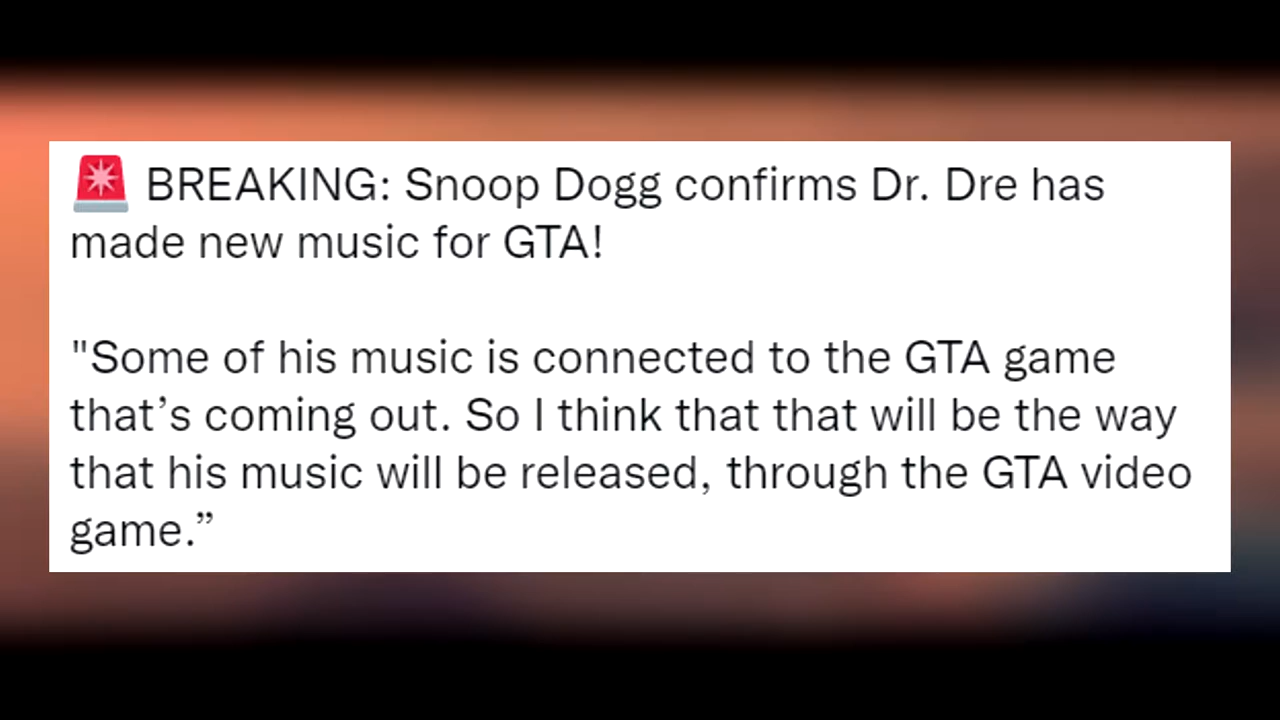 🚨 BREAKING: Snoop Dogg confirms Dr. Dre has
made new music for GTA!
"Some of his music is connected to the GTA game
that’s coming out. So I think that that will be the way
that his music will be released, through the GTA video
game.”